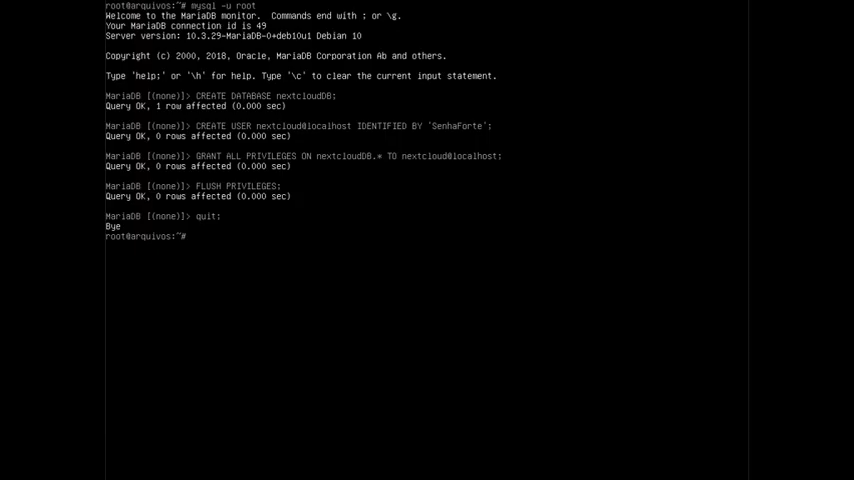 root@arquivos:~# mysql -u root
Welcome to the MariaDB monitor.  Commands end with ; or \g.
Your MariaDB connection id is 49
Server version: 10.3.29-MariaDB-0+deb10u1 Debian 10
Copyright (c) 2000, 2018, Oracle, MariaDB Corporation Ab and others.
Type 'help;' or '\h' for help. Type '\c' to clear the current input statement.
MariaDB [(none)]> CREATE DATABASE nextcloudDB;
Query OK, 1 row affected (0.000 sec)
MariaDB [(none)]> CREATE USER nextcloud@localhost IDENTIFIED BY 'SenhaForte';
Query OK, 0 rows affected (0.000 sec)
MariaDB [(none)]> GRANT ALL PRIVILEGES ON nextcloudDB.* TO nextcloud@localhost;
Query OK, 0 rows affected (0.000 sec)
MariaDB [(none)]> FLUSH PRIVILEGES;
Query OK, 0 rows affected (0.000 sec)
MariaDB [(none)]> quit;
Bye
root@arquivos:~#